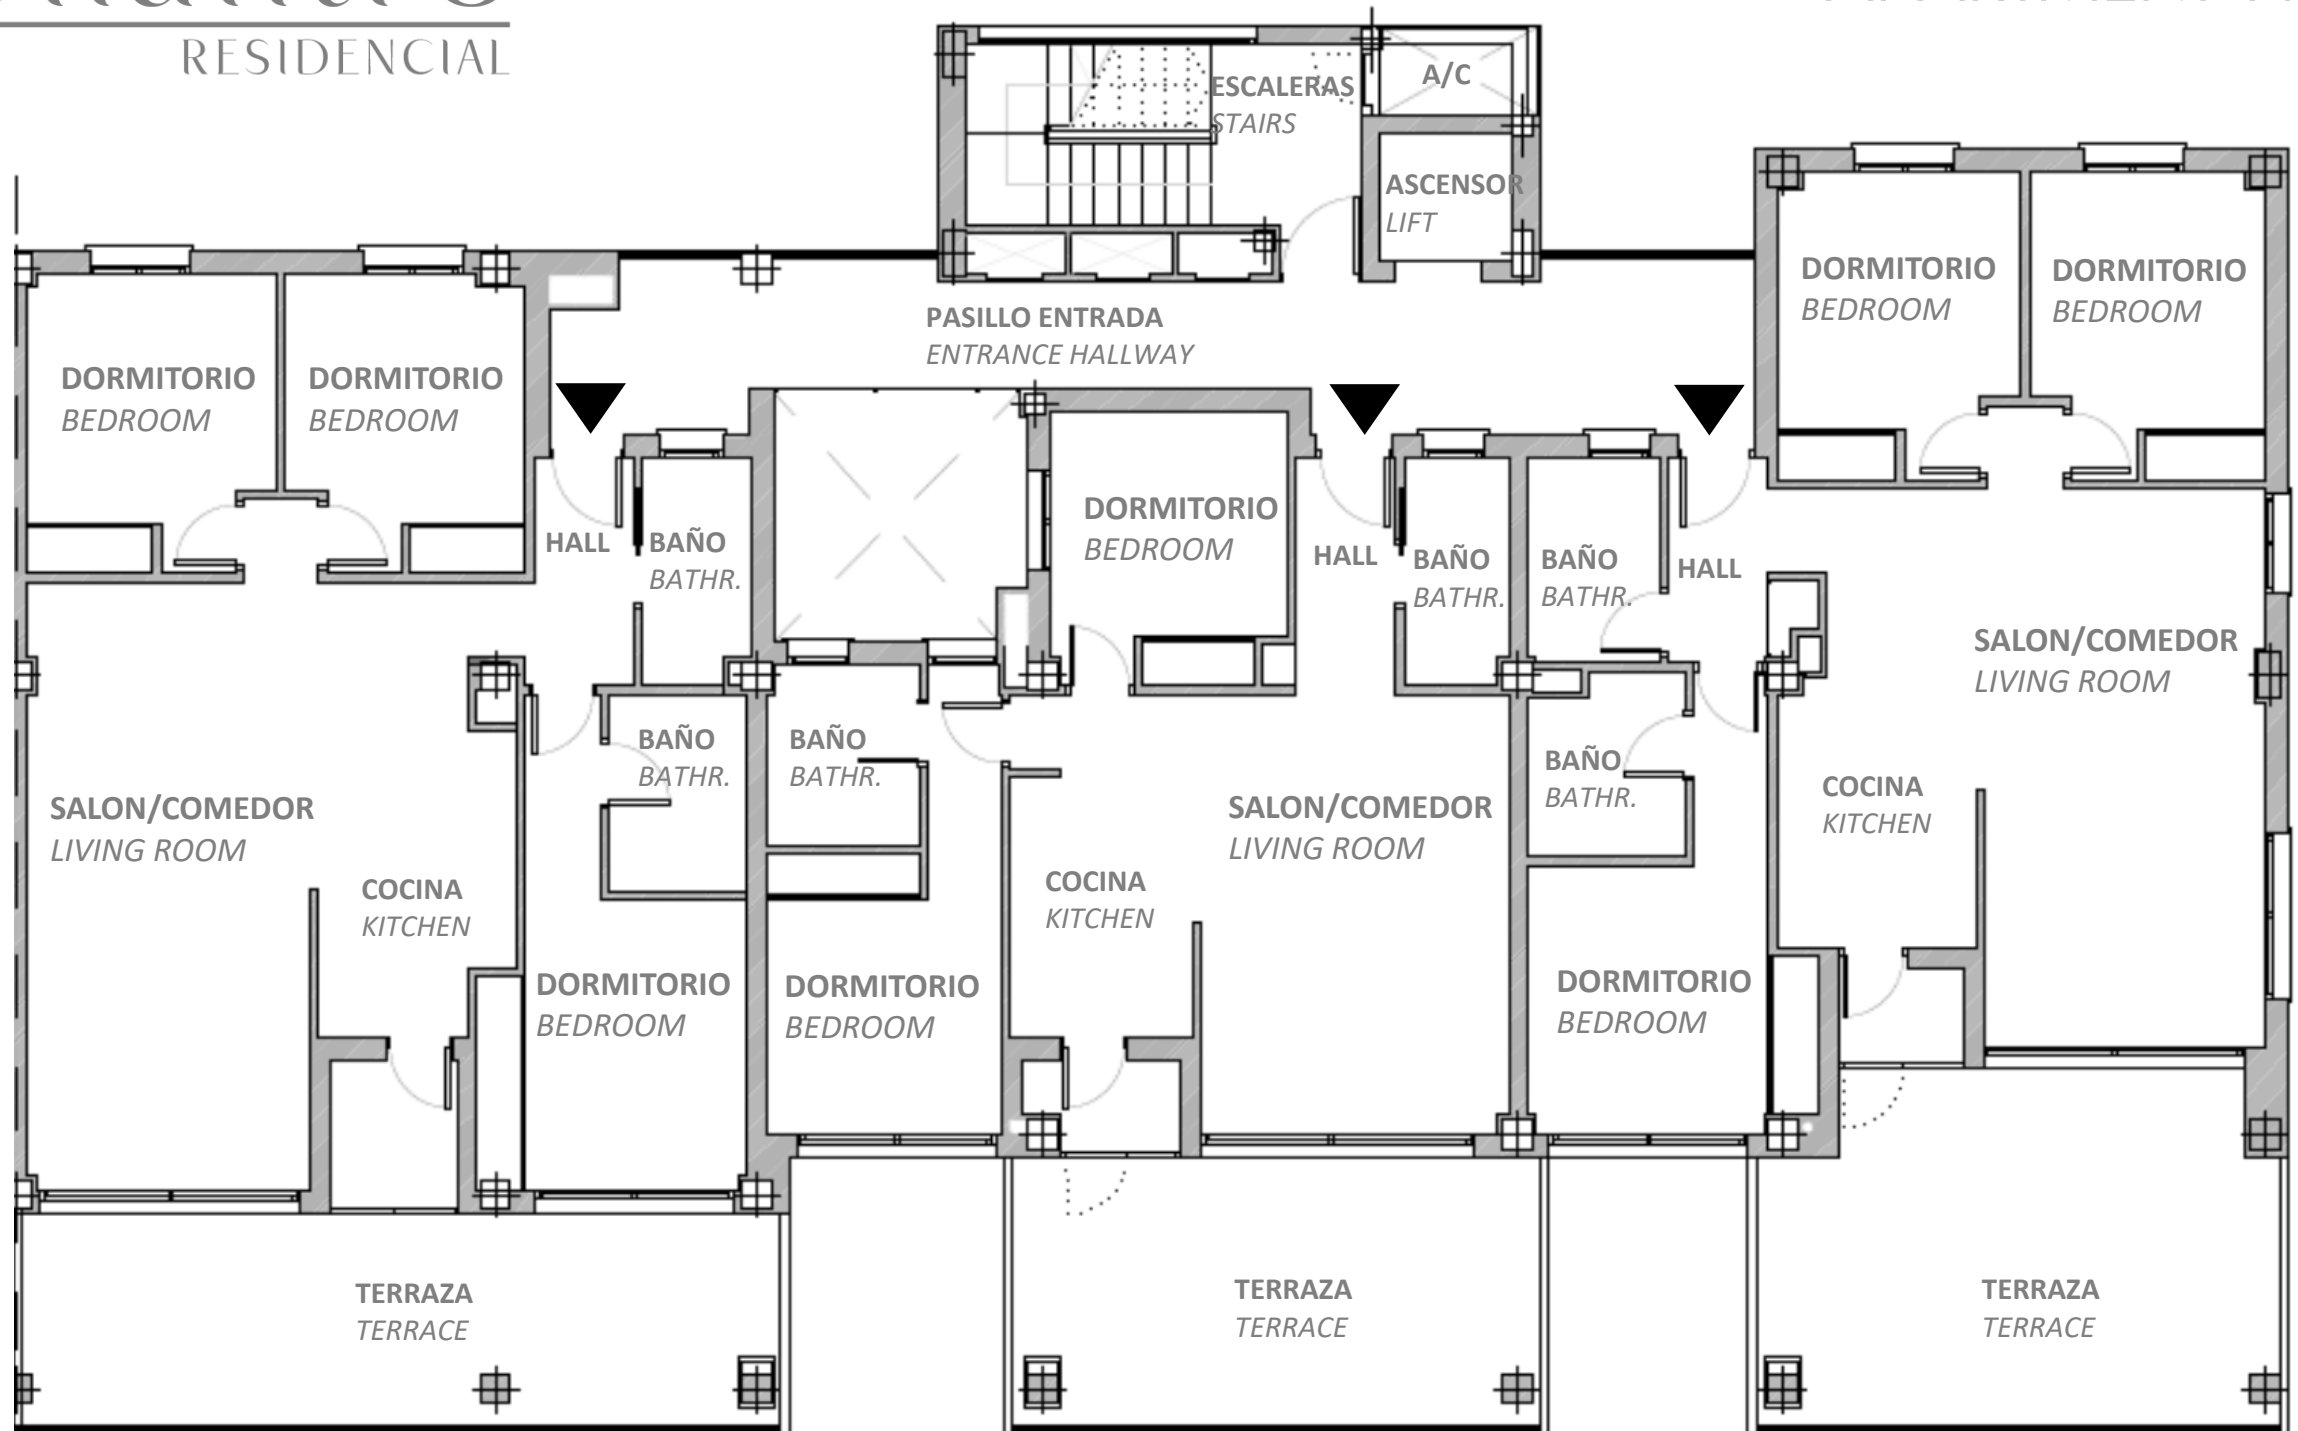 RESIDENCIAL
ESCALERAS
STAIRS
A/C
ASCENSOR
LIFT
PASILLO ENTRADA
ENTRANCE HALLWAY
DORMITORIO
BEDROOM
DORMITORIO
BEDROOM
DORMITORIO
BEDROOM
DORMITORIO
BEDROOM
HALL
BAÑO
BATHR.
DORMITORIO
BEDROOM
HALL
BAÑO
BATHR.
BAÑO
BATHR.
HALL
SALON/COMEDOR
LIVING ROOM
BAÑO
BATHR.
BAÑO
BATHR.
BAÑO
BATHR.
SALON/COMEDOR
LIVING ROOM
COCINA
KITCHEN
SALON/COMEDOR
LIVING ROOM
COCINA
KITCHEN
COCINA
KITCHEN
DORMITORIO
BEDROOM
DORMITORIO
BEDROOM
DORMITORIO
BEDROOM
TERRAZA
TERRACE
TERRAZA
TERRACE
TERRAZA
TERRACE